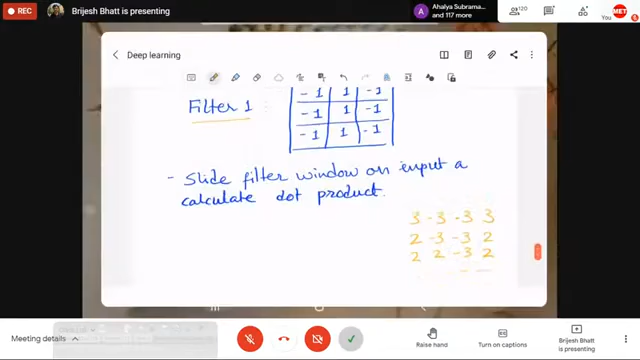 REC
Brijesh Bhatt is presenting
Ahalya Subrama...
and 117 more
120
You
MET
Deep learning
-1 | 1 | -1
Filter 1
-1 | 1 | -1
-1 | 1 | -1
- Slide filter window on input a
calculate dot product.
3 -3 -3 3
2 -3 -3 2
2 2 -3 2
Meeting details
Raise hand
Turn on captions
Brijesh Bhatt
is presenting